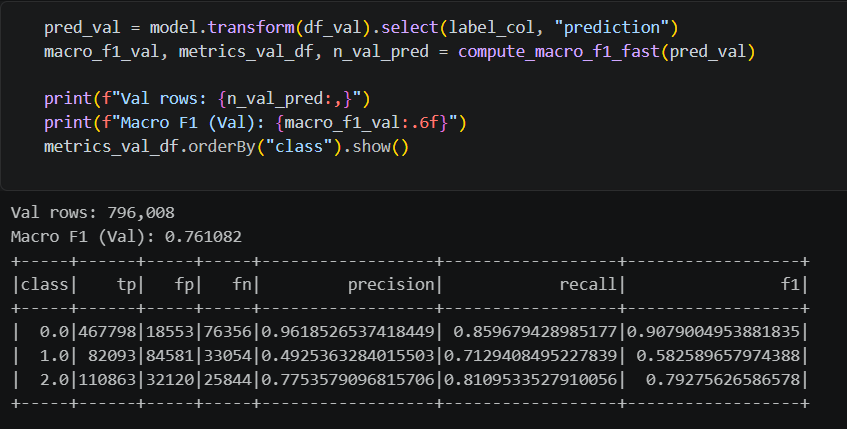 pred_val = model.transform(df_val).select(label_col, "prediction")
macro_f1_val, metrics_val_df, n_val_pred = compute_macro_f1_fast(pred_val)
print(f"Val rows: {n_val_pred:,}")
print(f"Macro F1 (Val): {macro_f1_val:.6f}")
metrics_val_df.orderBy("class").show()
Val rows: 796,008
Macro F1 (Val): 0.761082
+-----+------+-----+-----+------------------+------------------+------------------+
|class|    tp|   fp|   fn|         precision|            recall|                f1|
+-----+------+-----+-----+------------------+------------------+------------------+
|  0.0|467798|18553|76356|0.9618526537418449| 0.859679428985177|0.9079004953881835|
|  1.0| 82093|84581|33054|0.4925363284015503|0.7129408495227839| 0.582589657974388|
|  2.0|110863|32120|25844|0.7753579096815706|0.8109533527910056|  0.79275626586578|
+-----+------+-----+-----+------------------+------------------+------------------+